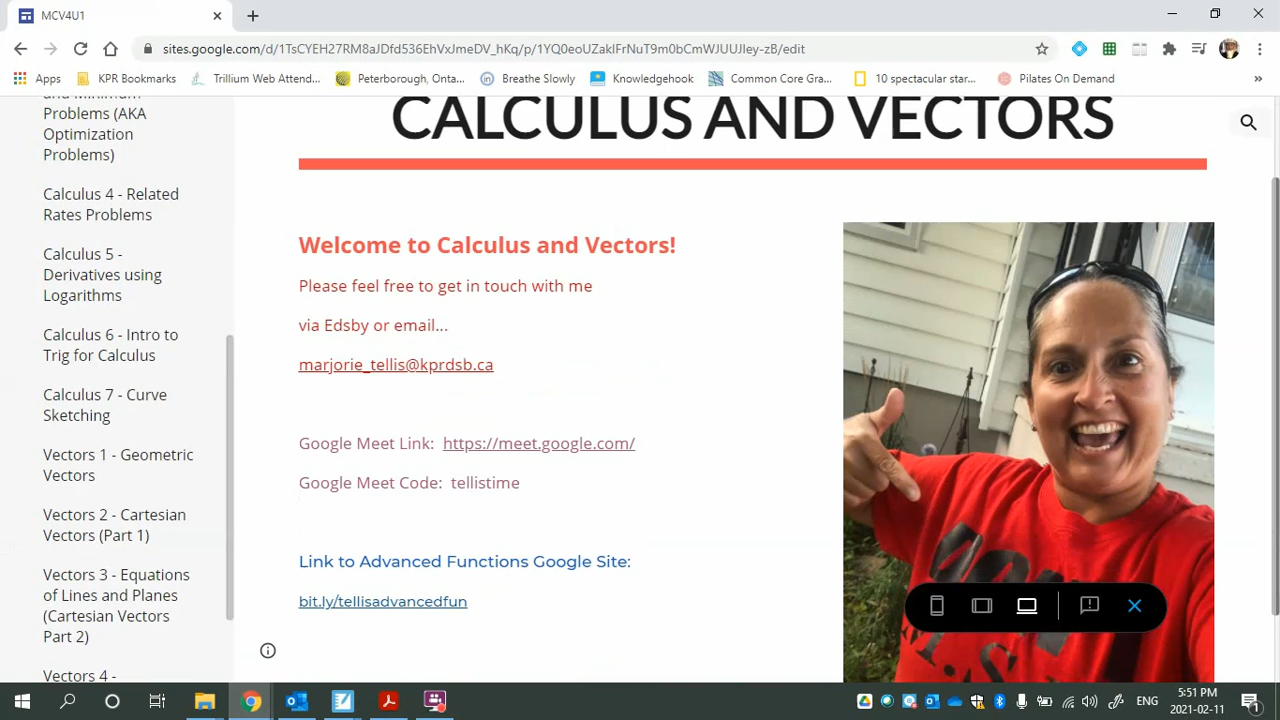 MCV4U1
sites.google.com/d/1TsCYEH27RM8aJDfd536EhVxJmeDV_hKq/p/1YQ0eoUZaklFrNuT9m0bCmWJUUJley-zB/edit
Apps
KPR Bookmarks
Trillium Web Attend...
Peterborough, Onta...
Breathe Slowly
Knowledgehook
Common Core Gra...
10 spectacular star...
Pilates On Demand
»
and Minimum
Problems (AKA
Optimization
Problems)
Calculus 4 - Related
Rates Problems
Calculus 5 -
Derivatives using
Logarithms
Calculus 6 - Intro to
Trig for Calculus
Calculus 7 - Curve
Sketching
Vectors 1 - Geometric
Vectors
Vectors 2 - Cartesian
Vectors (Part 1)
Vectors 3 - Equations
of Lines and Planes
(Cartesian Vectors
Part 2)
Vectors 4 -
CALCULUS AND VECTORS
Welcome to Calculus and Vectors!
Please feel free to get in touch with me
via Edsby or email...
marjorie_tellis@kprdsb.ca
Google Meet Link: https://meet.google.com/
Google Meet Code: tellistime
Link to Advanced Functions Google Site:
bit.ly/tellisadvancedfun
ENG
5:51 PM
2021-02-11